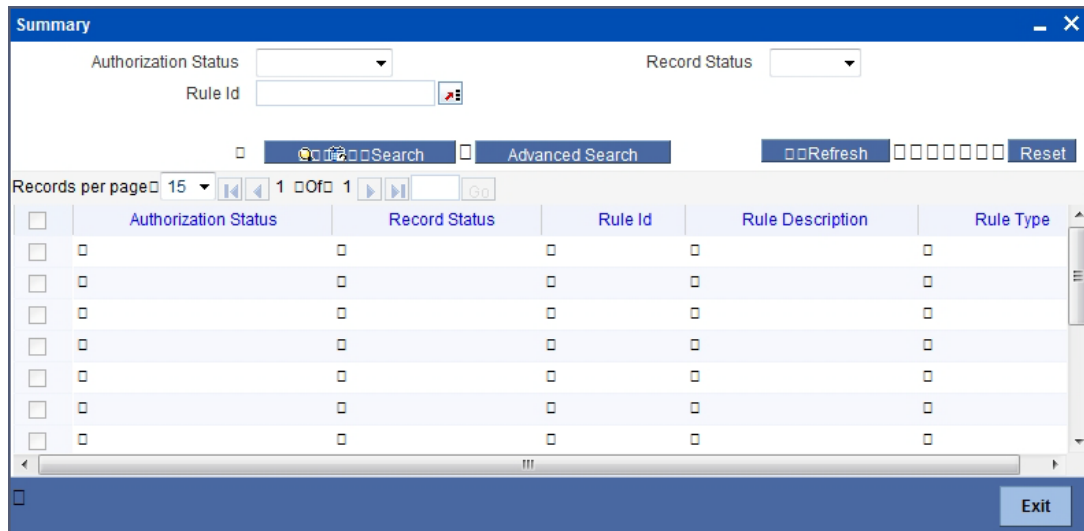 Summary
Authorization Status Record Status
Rule Id
Search Advanced Search Refresh Reset
Records per page 15 1 Of 1 Go
Authorization Status Record Status Rule Id Rule Description Rule Type
Exit